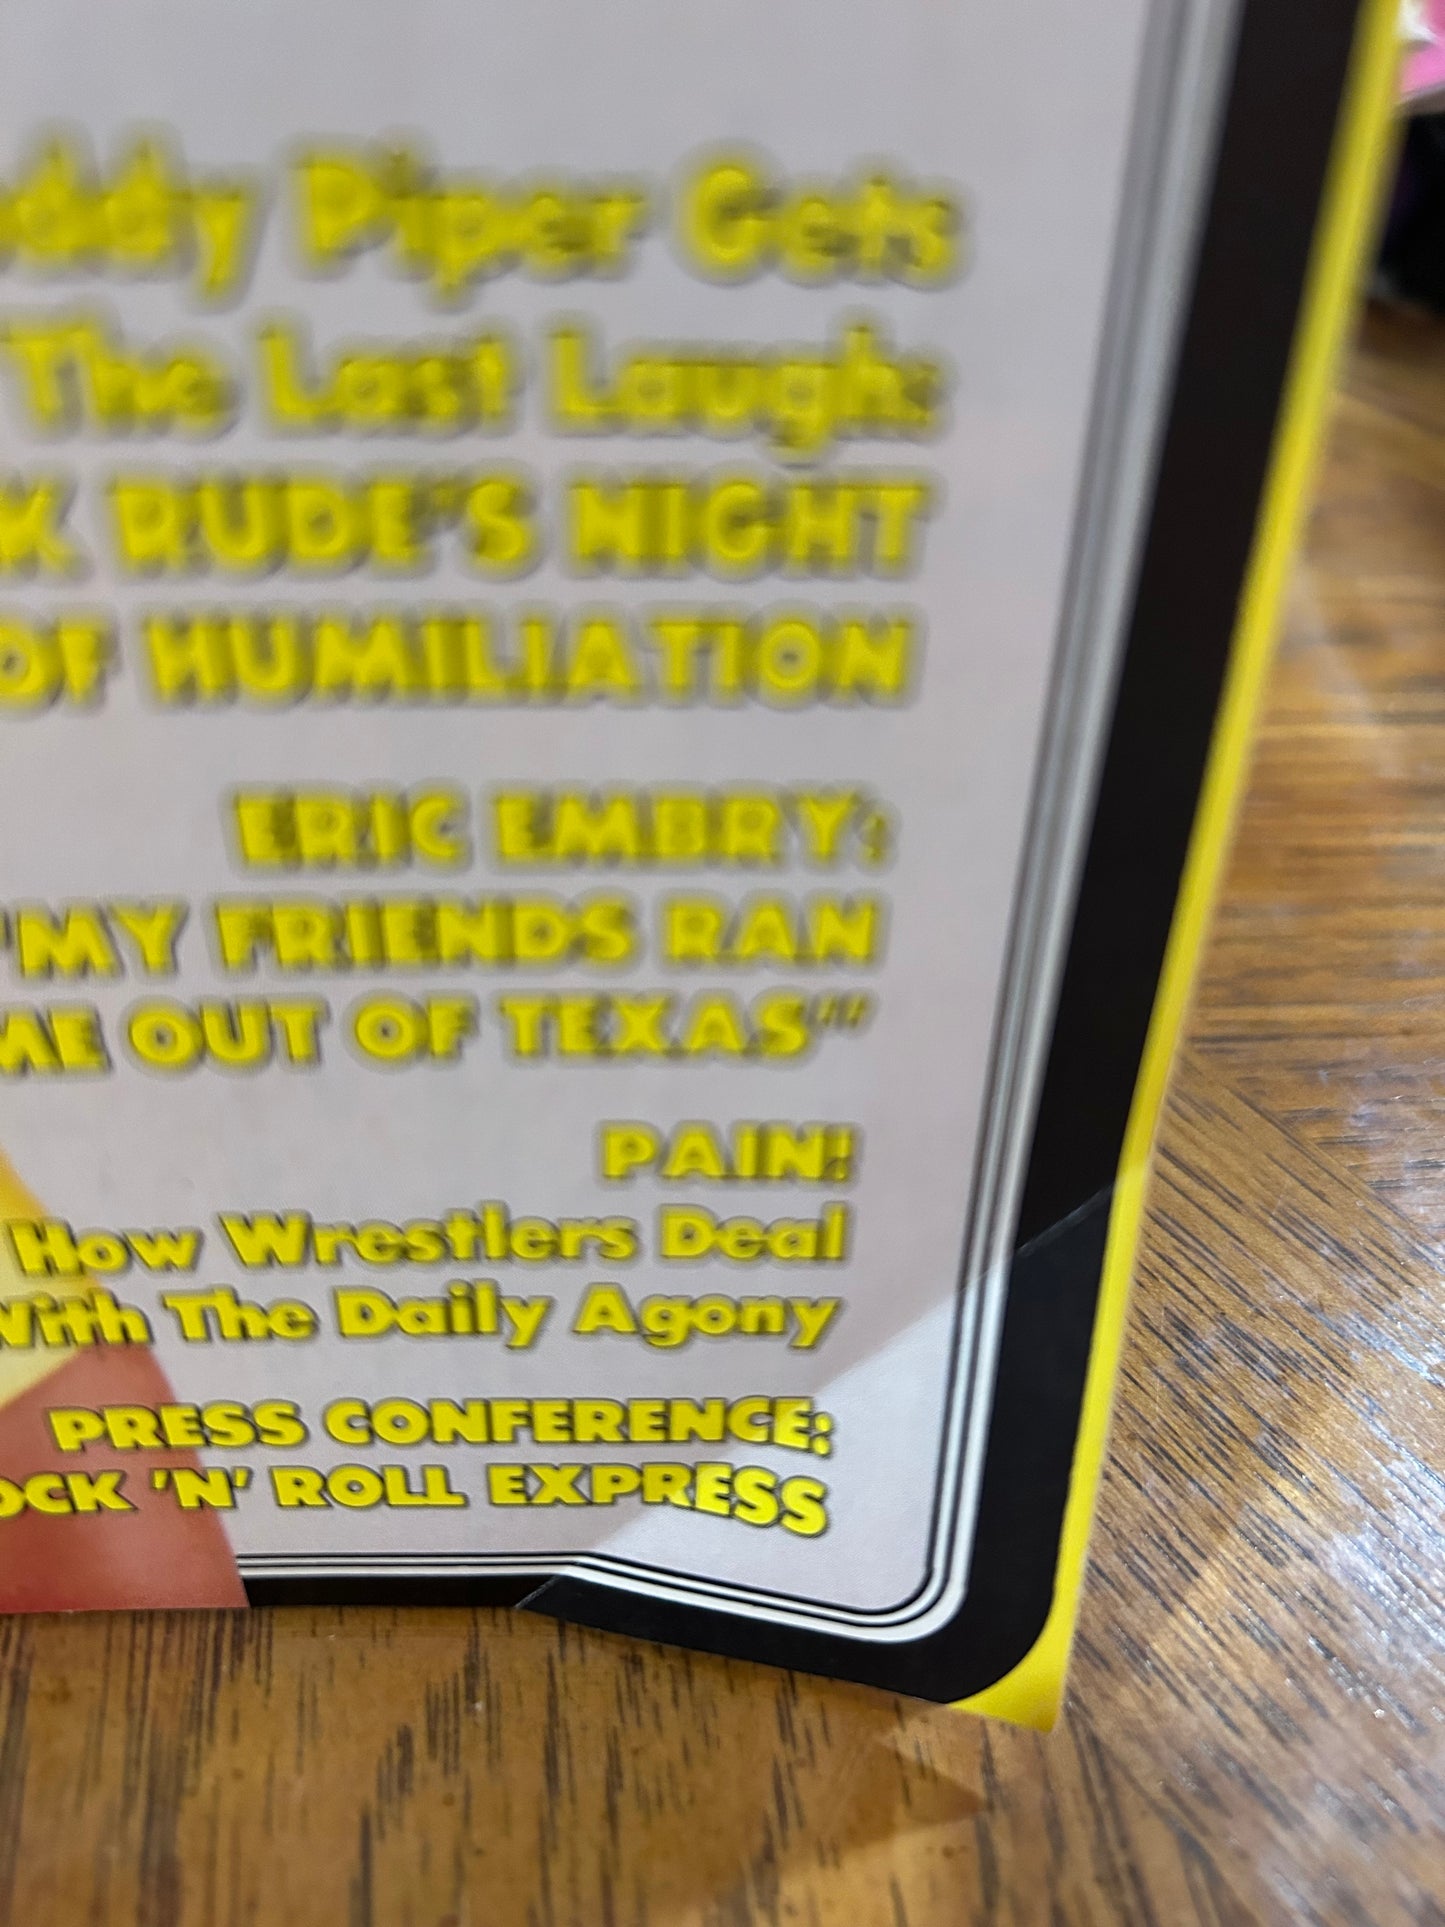 Piper Gets
The Last Laugh:
RUDE'S NIGHT
OF HUMILIATION
ERIC EMBRY:
"MY FRIENDS RAN
ME OUT OF TEXAS"
PAIN:
How Wrestlers Deal
With The Daily Agony
PRESS CONFERENCE:
OCK 'N' ROLL EXPRESS